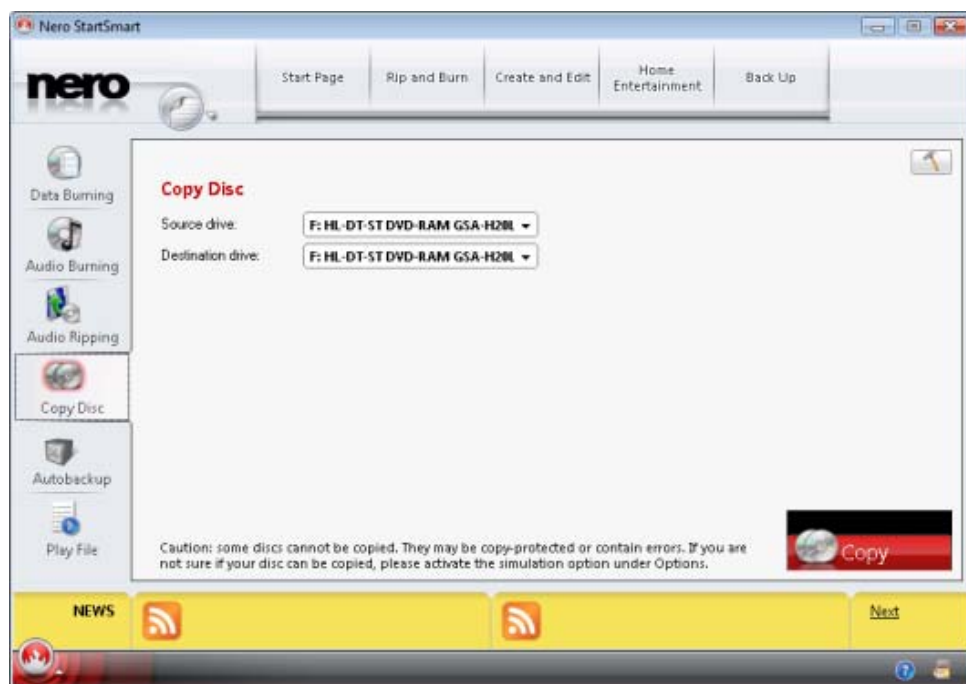 Nero StartSmart
nero
Start Page
Rip and Burn
Create and Edit
Home
Entertainment
Back Up
Data Burning
Audio Burning
Audio Ripping
Copy Disc
Autobackup
Play File
Copy Disc
Source drive:
F: HL-DT-ST DVD-RAM GSA-H20L
Destination drive:
F: HL-DT-ST DVD-RAM GSA-H20L
Caution: some discs cannot be copied. They may be copy-protected or contain errors. If you are
not sure if your disc can be copied, please activate the simulation option under Options.
Copy
NEWS
Next